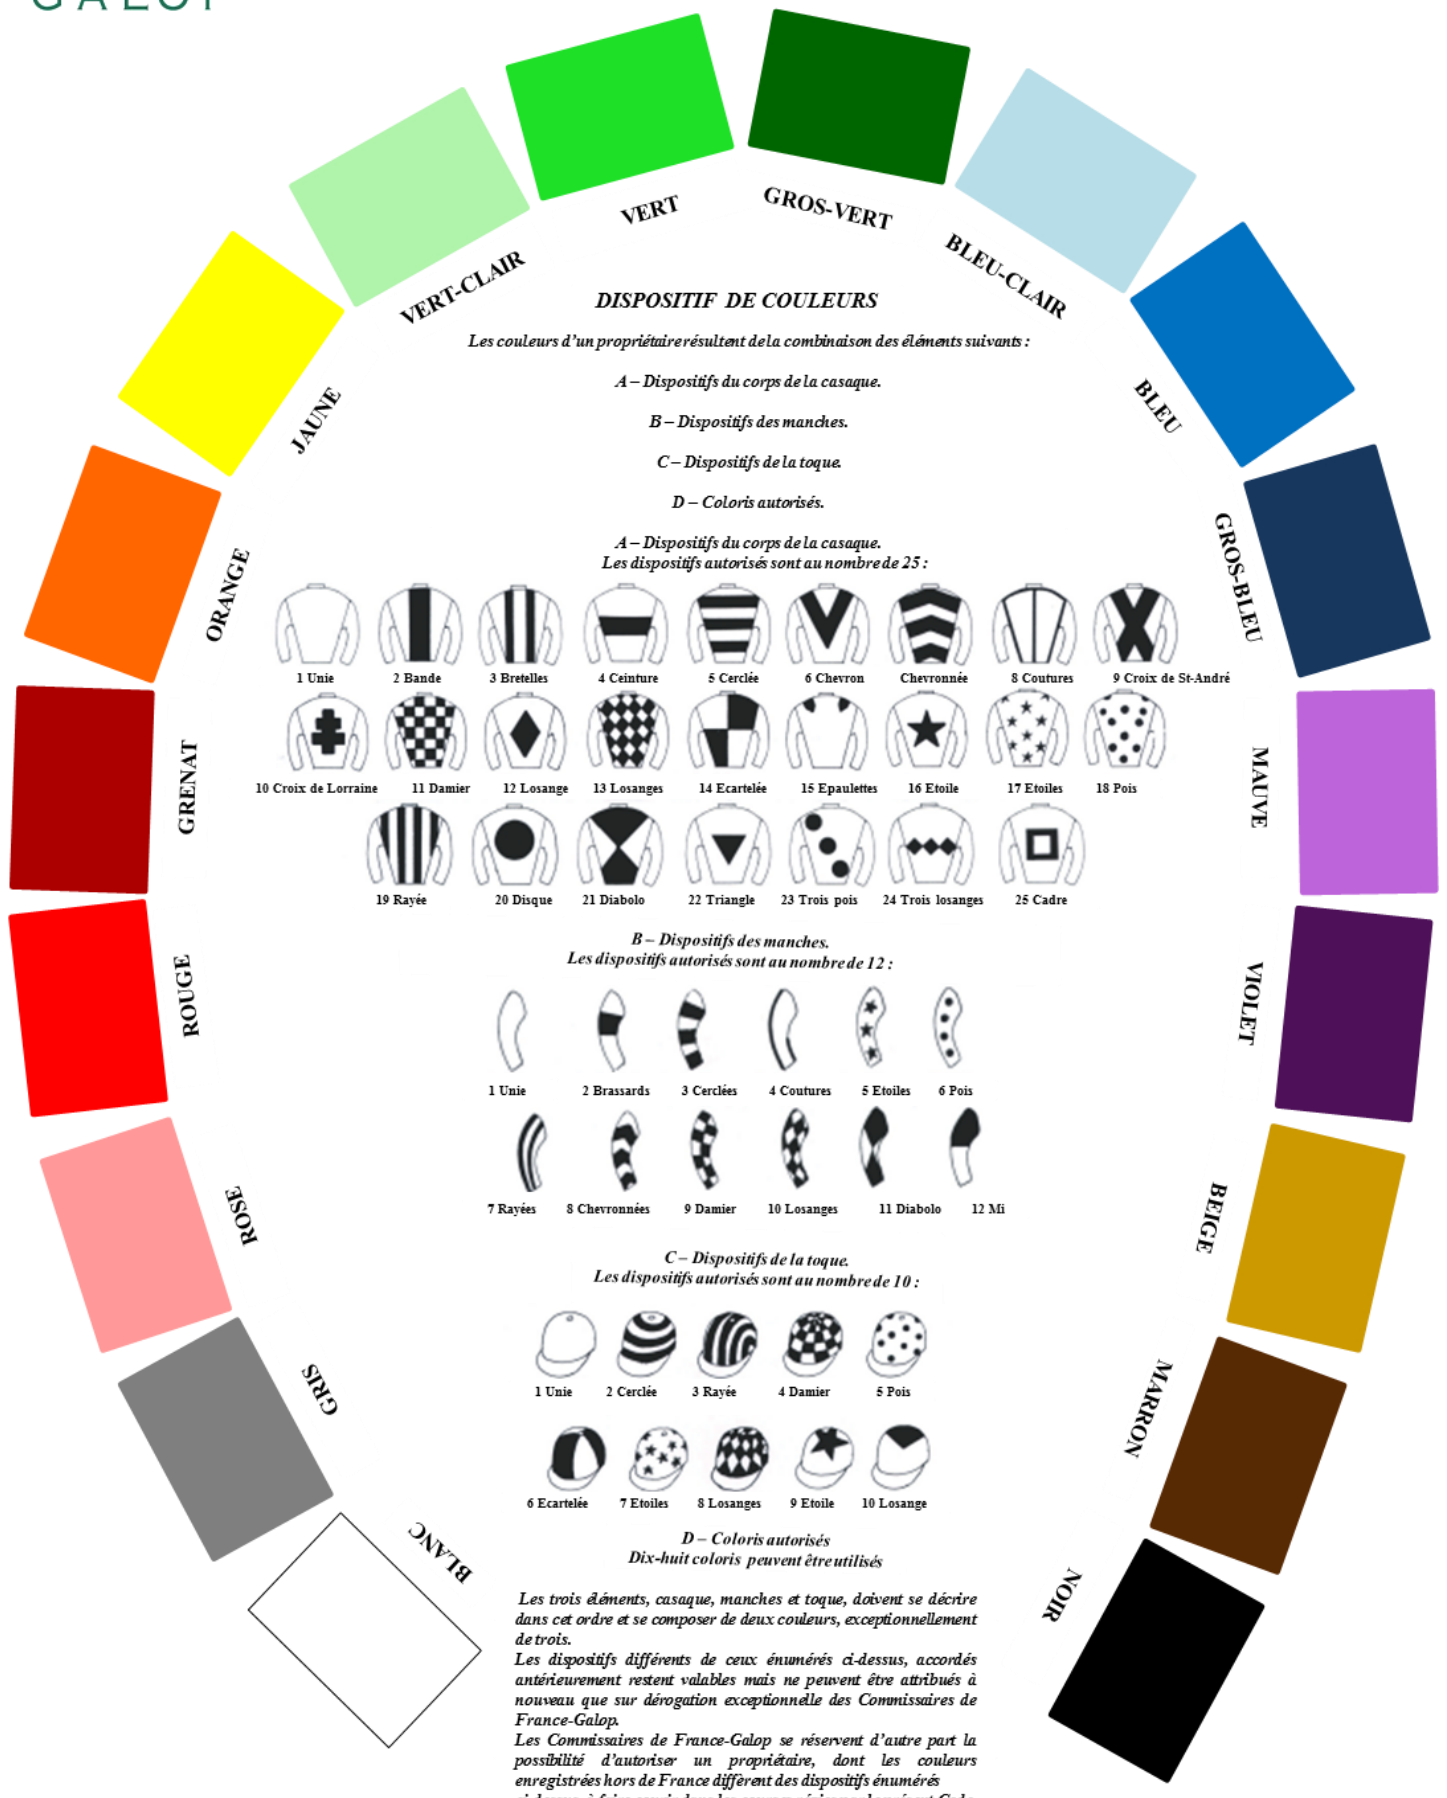 GALOP
VERT
GROS-VERT
VERT-CLAIR
BLEU-CLAIR
JAUNE
BLEU
ORANGE
GROS-BLEU
GRENAT
MAUVE
ROUGE
VIOLET
ROSE
BEIGE
GRIS
MARRON
BLANC
NOIR
DISPOSITIF DE COULEURS
Les couleurs d'un propriétaire résultent de la combinaison des éléments suivants :
A – Dispositifs du corps de la casaque.
B – Dispositifs des manches.
C – Dispositifs de la toque.
D – Coloris autorisés.
A – Dispositifs du corps de la casaque.
Les dispositifs autorisés sont au nombre de 25 :
1 Unie 2 Bande 3 Bretelles 4 Ceinture 5 Cerclée 6 Chevron Chevronnée 8 Coutures 9 Croix de St-André
10 Croix de Lorraine 11 Damier 12 Losange 13 Losanges 14 Ecartelée 15 Epaulettes 16 Etoile 17 Etoiles 18 Pois
19 Rayée 20 Disque 21 Diabolo 22 Triangle 23 Trois pois 24 Trois losanges 25 Cadre
B – Dispositifs des manches.
Les dispositifs autorisés sont au nombre de 12 :
1 Unie 2 Brassards 3 Cerclées 4 Coutures 5 Etoiles 6 Pois
7 Rayées 8 Chevronnées 9 Damier 10 Losanges 11 Diabolo 12 Mi
C – Dispositifs de la toque.
Les dispositifs autorisés sont au nombre de 10 :
1 Unie 2 Cerclée 3 Rayée 4 Damier 5 Pois
6 Ecartelée 7 Etoiles 8 Losanges 9 Etoile 10 Losange
D – Coloris autorisés
Dix-huit coloris peuvent être utilisés
Les trois éléments, casaque, manches et toque, doivent se décrire
dans cet ordre et se composer de deux couleurs, exceptionnellement
de trois.
Les dispositifs différents de ceux énumérés ci-dessus, accordés
antérieurement restent valables mais ne peuvent être attribués à
nouveau que sur dérogation exceptionnelle des Commissaires de
France-Galop.
Les Commissaires de France-Galop se réservent d'autre part la
possibilité d'autoriser un propriétaire, dont les couleurs
enregistrées hors de France diffèrent des dispositifs énumérés